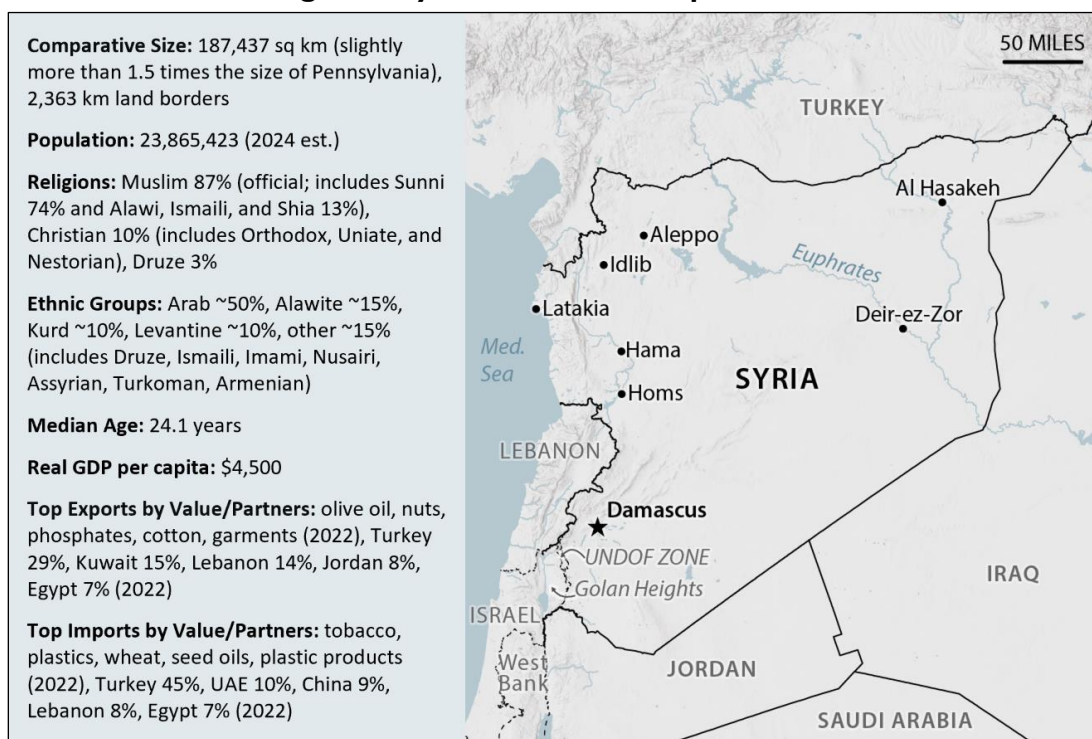 Comparative Size: 187,437 sq km (slightly
more than 1.5 times the size of Pennsylvania),
2,363 km land borders
Population: 23,865,423 (2024 est.)
Religions: Muslim 87% (official; includes Sunni
74% and Alawi, Ismaili, and Shia 13%),
Christian 10% (includes Orthodox, Uniate, and
Nestorian), Druze 3%
Ethnic Groups: Arab ~50%, Alawite ~15%,
Kurd ~10%, Levantine ~10%, other ~15%
(includes Druze, Ismaili, Imami, Nusairi,
Assyrian, Turkoman, Armenian)
Median Age: 24.1 years
Real GDP per capita: $4,500
Top Exports by Value/Partners: olive oil, nuts,
phosphates, cotton, garments (2022), Turkey
29%, Kuwait 15%, Lebanon 14%, Jordan 8%,
Egypt 7% (2022)
Top Imports by Value/Partners: tobacco,
plastics, wheat, seed oils, plastic products
(2022), Turkey 45%, UAE 10%, China 9%,
Lebanon 8%, Egypt 7% (2022)
50 MILES
TURKEY
Al Hasakeh
Aleppo
Idlib
Euphrates
Latakia
Deir-ez-Zor
Med.
Sea
Hama
SYRIA
Homs
LEBANON
Damascus
UNDOF ZONE
Golan Heights
IRAQ
ISRAEL
West
Bank
JORDAN
SAUDI ARABIA